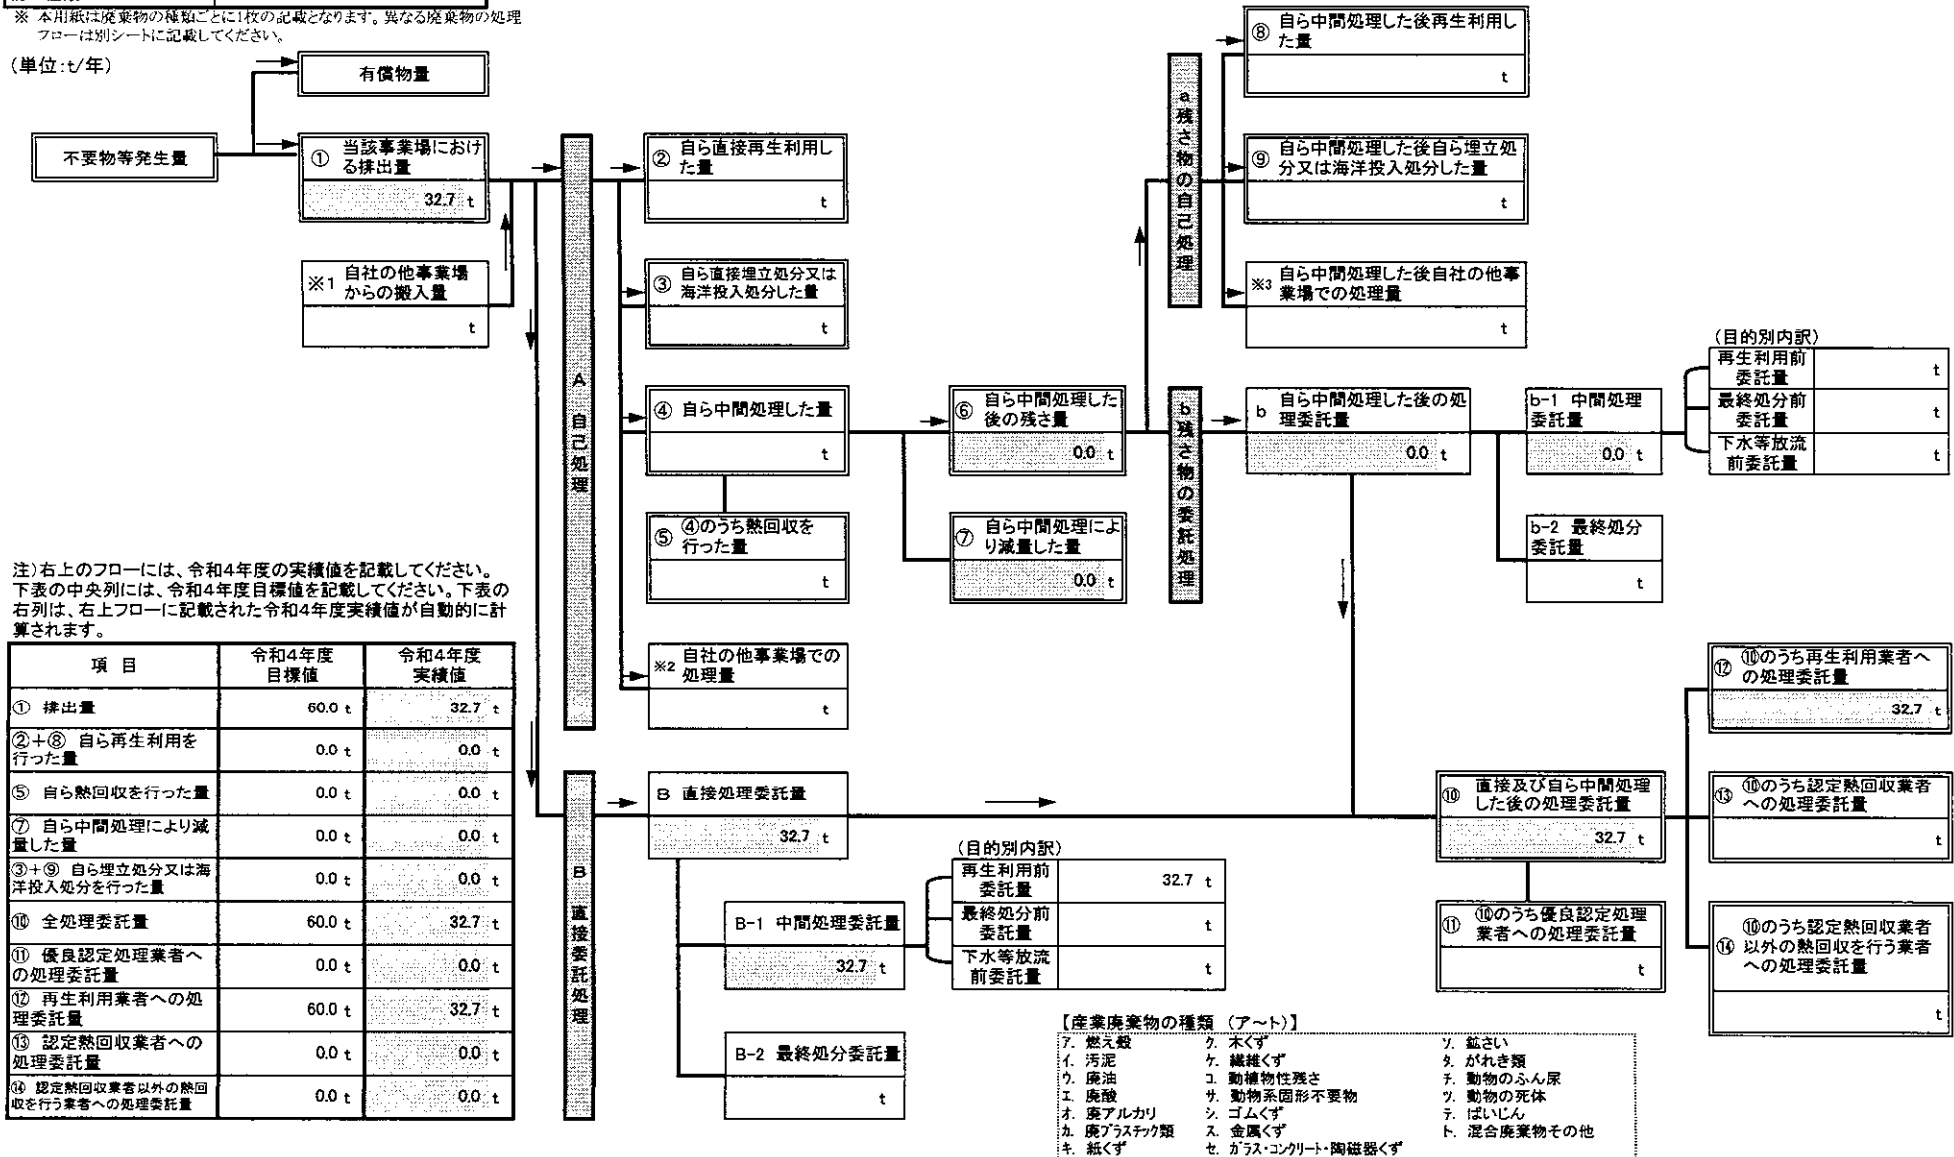 ※ 本用紙は廃棄物の種類ごとに1枚の記載となります。異なる廃棄物の処理
フローは別シートに記載してください。
(単位:t/年)
有償物量
不要物等発生量
① 当該事業場におけ
る排出量
32.7 t
※1 自社の他事業場
からの搬入量
t
A 自己処理
② 自ら直接再生利用し
た量
t
③ 自ら直接埋立処分又は
海洋投入処分した量
t
④ 自ら中間処理した量
t
⑤ ④のうち熱回収を
行った量
t
※2 自社の他事業場での
処理量
t
⑥ 自ら中間処理した
後の残さ量
0.0 t
⑦ 自ら中間処理によ
り減量した量
0.0 t
a 残さ物の自己処理
⑧ 自ら中間処理した後再生利用し
た量
t
⑨ 自ら中間処理した後自ら埋立処
分又は海洋投入処分した量
t
※3 自ら中間処理した後自社の他事
業場での処理量
t
b 残さ物の委託処理
b 自ら中間処理した後の処
理委託量
0.0 t
b-1 中間処理
委託量
0.0 t
b-2 最終処分
委託量
t
(目的別内訳)
再生利用前
委託量 t
最終処分前
委託量 t
下水等放流
前委託量 t
注)右上のフローには、令和4年度の実績値を記載してください。
下表の中央列には、令和4年度目標値を記載してください。下表の
右列は、右上フローに記載された令和4年度実績値が自動的に計
算されます。
項 目 令和4年度
目標値 令和4年度
実績値
① 排出量 60.0 t 32.7 t
②+⑧ 自ら再生利用を
行った量 0.0 t 0.0 t
⑤ 自ら熱回収を行った量 0.0 t 0.0 t
⑦ 自ら中間処理により減
量した量 0.0 t 0.0 t
③+⑨ 自ら埋立処分又は海
洋投入処分を行った量 0.0 t 0.0 t
⑩ 全処理委託量 60.0 t 32.7 t
⑪ 優良認定処理業者へ
の処理委託量 0.0 t 0.0 t
⑫ 再生利用業者への処
理委託量 60.0 t 32.7 t
⑬ 認定熱回収業者への
処理委託量 0.0 t 0.0 t
⑭ 認定熱回収業者以外の熱回
収を行う業者への処理委託量 0.0 t 0.0 t
B 直接委託処理
B 直接処理委託量
32.7 t
B-1 中間処理委託量
32.7 t
B-2 最終処分委託量
t
(目的別内訳)
再生利用前
委託量 32.7 t
最終処分前
委託量 t
下水等放流
前委託量 t
⑩ 直接及び自ら中間処理
した後の処理委託量
32.7 t
⑪ ⑩のうち優良認定処理
業者への処理委託量
t
⑫ ⑩のうち再生利用業者へ
の処理委託量
32.7 t
⑬ ⑩のうち認定熱回収業者
への処理委託量
t
⑭ ⑩のうち認定熱回収業者
以外の熱回収を行う業者
への処理委託量
t
【産業廃棄物の種類 (ア~ト)】
ア. 燃え殻 ク. 木くず ソ. 鉱さい
イ. 汚泥 ケ. 繊維くず タ. がれき類
ウ. 廃油 コ. 動植物性残さ チ. 動物のふん尿
エ. 廃酸 サ. 動物系固形不要物 ツ. 動物の死体
オ. 廃アルカリ シ. ゴムくず テ. ばいじん
カ. 廃プラスチック類 ス. 金属くず ト. 混合廃棄物その他
キ. 紙くず セ. ガラス・コンクリート・陶磁器くず